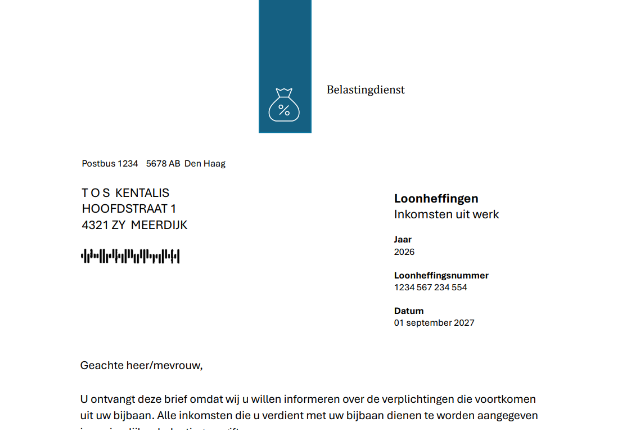 Belastingdienst
Postbus 1234 5678 AB Den Haag
T O S KENTALIS
HOOFDSTRAAT 1
4321 ZY MEERDIJK
Loonheffingen
Inkomsten uit werk
Jaar
2026
Loonheffingsnummer
1234 567 234 554
Datum
01 september 2027
Geachte heer/mevrouw,
U ontvangt deze brief omdat wij u willen informeren over de verplichtingen die voortkomen
uit uw bijbaan. Alle inkomsten die u verdient met uw bijbaan dienen te worden aangegeven